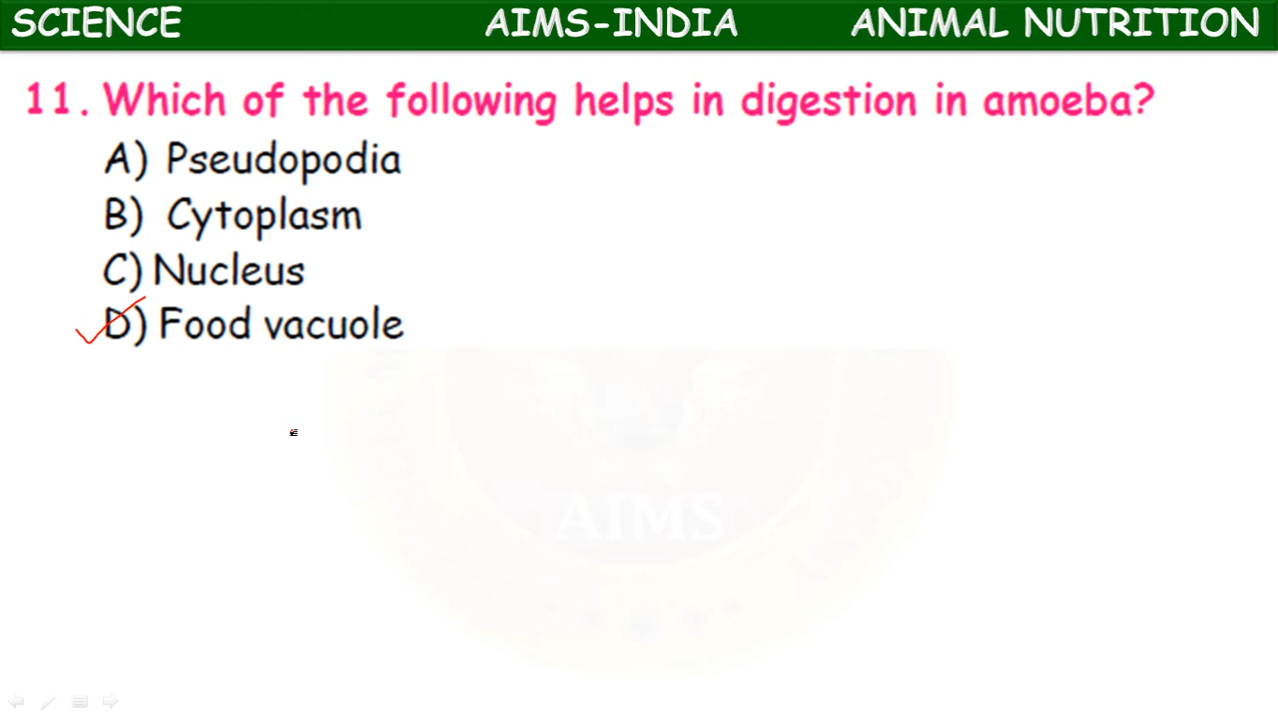 SCIENCE AIMS-INDIA ANIMAL NUTRITION
11. Which of the following helps in digestion in amoeba?
A) Pseudopodia
B) Cytoplasm
C) Nucleus
D) Food vacuole
AIMS